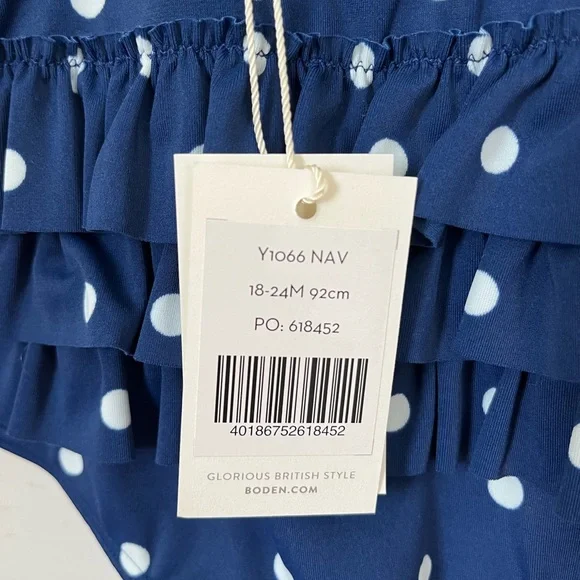 Y1066 NAV
18-24M 92cm
PO: 618452
40186752618452
GLORIOUS BRITISH STYLE
BODEN.COM